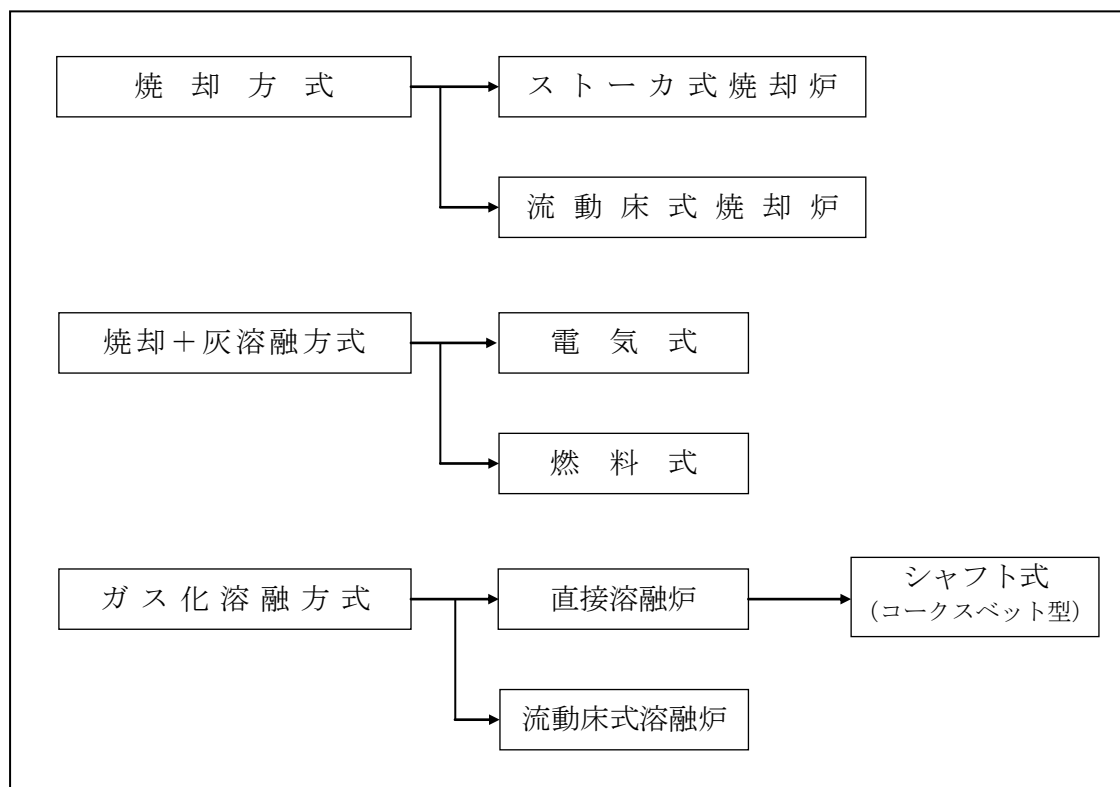 焼却方式
ストーカ式焼却炉
流動床式焼却炉
焼却＋灰溶融方式
電気式
燃料式
ガス化溶融方式
直接溶融炉
シャフト式
（コークスベット型）
流動床式溶融炉